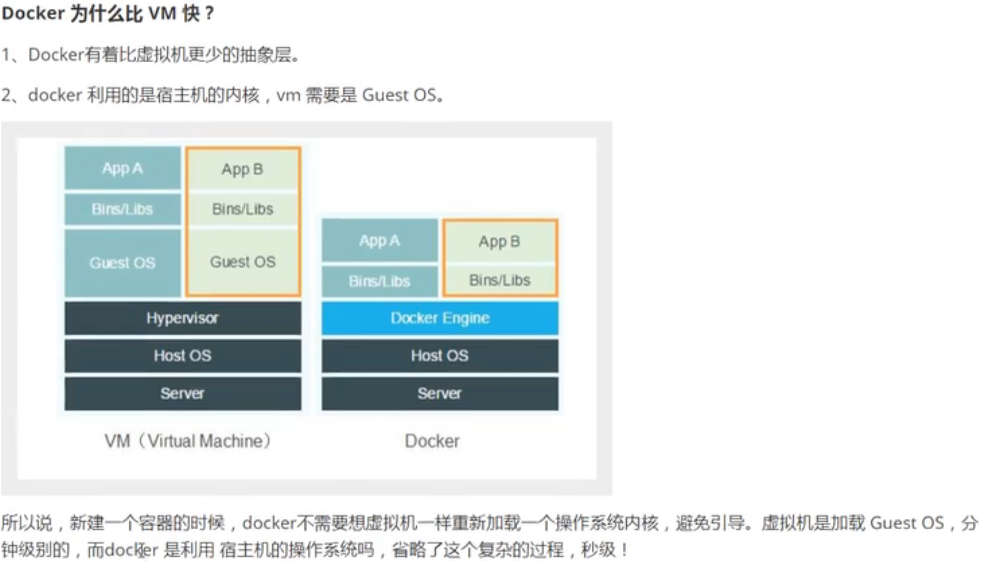 Docker 为什么比 VM 快？
1、Docker有着比虚拟机更少的抽象层。
2、docker 利用的是宿主机的内核，vm 需要是 Guest OS。
App A
App B
Bins/Libs
Bins/Libs
Guest OS
Guest OS
Hypervisor
Host OS
Server
VM（Virtual Machine）
App A
App B
Bins/Libs
Bins/Libs
Docker Engine
Host OS
Server
Docker
所以说，新建一个容器的时候，docker不需要想虚拟机一样重新加载一个操作系统内核，避免引导。虚拟机是加载 Guest OS，分
钟级别的，而docker 是利用 宿主机的操作系统吗，省略了这个复杂的过程，秒级！